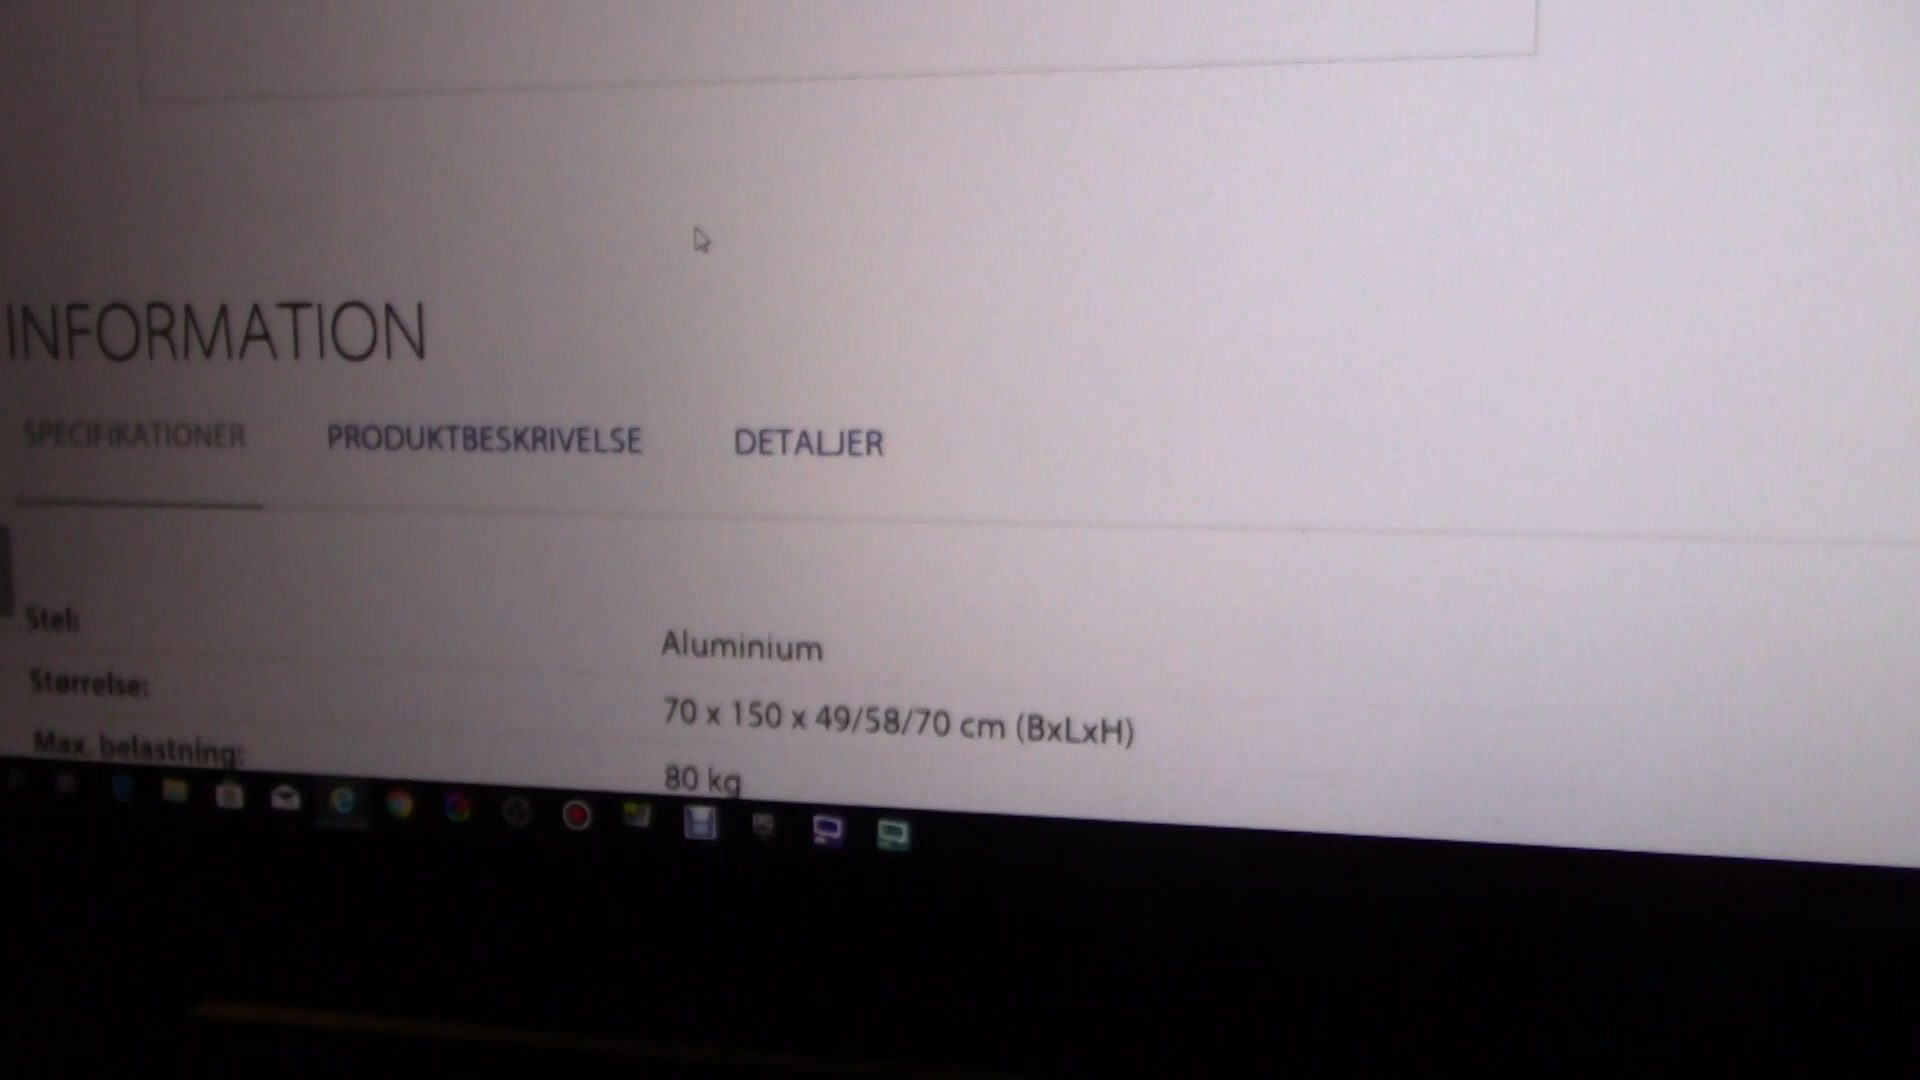 INFORMATION
SPECIFIKATIONER PRODUKTBESKRIVELSE DETALJER
Stel: Aluminium
Størrelse: 70 x 150 x 49/58/70 cm (BxLxH)
Max. belastning: 80 kg